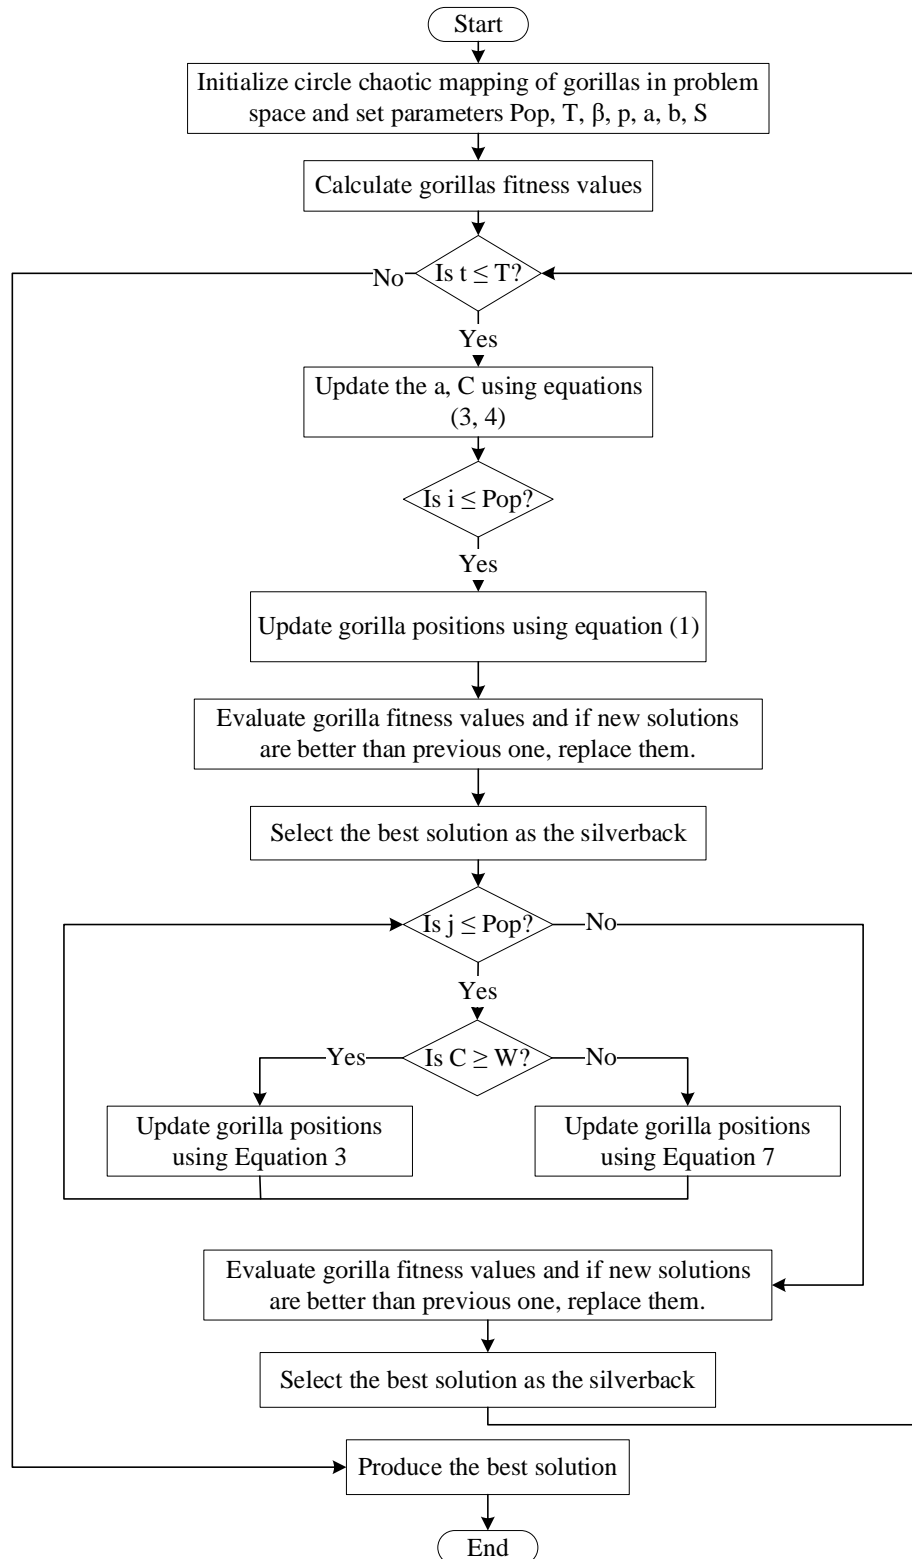 Start
Initialize circle chaotic mapping of gorillas in problem
space and set parameters Pop, T, β, p, a, b, S
Calculate gorillas fitness values
No
Is t ≤ T?
Yes
Update the a, C using equations
(3, 4)
Is i ≤ Pop?
Yes
Update gorilla positions using equation (1)
Evaluate gorilla fitness values and if new solutions
are better than previous one, replace them.
Select the best solution as the silverback
Is j ≤ Pop?
No
Yes
Yes
Is C ≥ W?
No
Update gorilla positions
using Equation 3
Update gorilla positions
using Equation 7
Evaluate gorilla fitness values and if new solutions
are better than previous one, replace them.
Select the best solution as the silverback
Produce the best solution
End